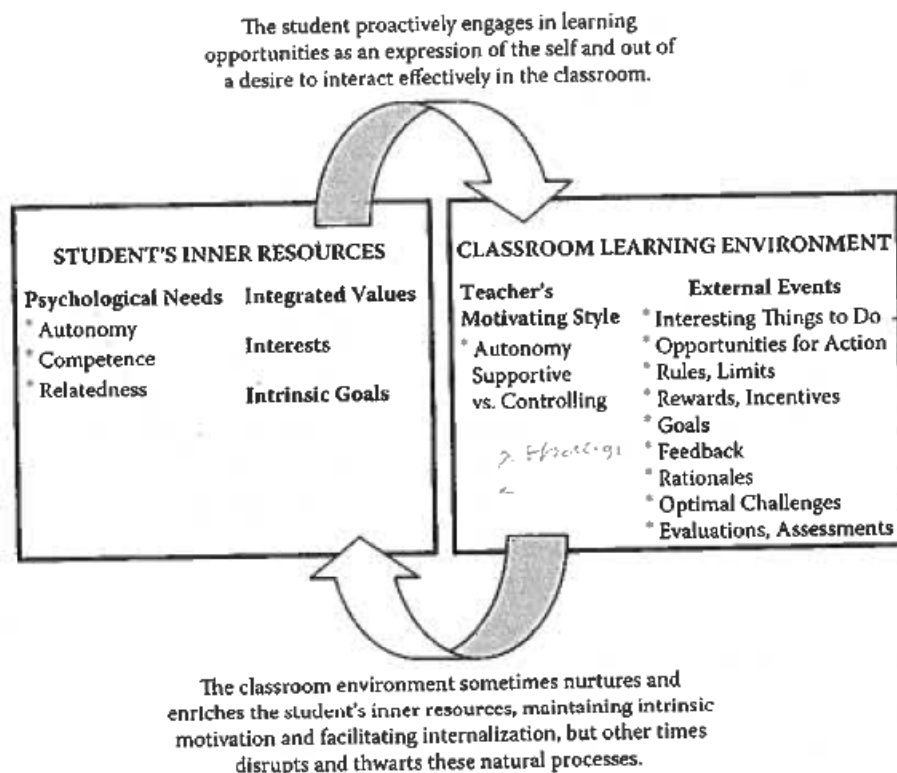 The student proactively engages in learning
opportunities as an expression of the self and out of
a desire to interact effectively in the classroom.
STUDENT'S INNER RESOURCES
Psychological Needs
* Autonomy
* Competence
* Relatedness
Integrated Values
Interests
Intrinsic Goals
CLASSROOM LEARNING ENVIRONMENT
Teacher's
Motivating Style
* Autonomy
Supportive
vs. Controlling
External Events
* Interesting Things to Do
* Opportunities for Action
* Rules, Limits
* Rewards, Incentives
* Goals
* Feedback
* Rationales
* Optimal Challenges
* Evaluations, Assessments
The classroom environment sometimes nurtures and
enriches the student's inner resources, maintaining intrinsic
motivation and facilitating internalization, but other times
disrupts and thwarts these natural processes.